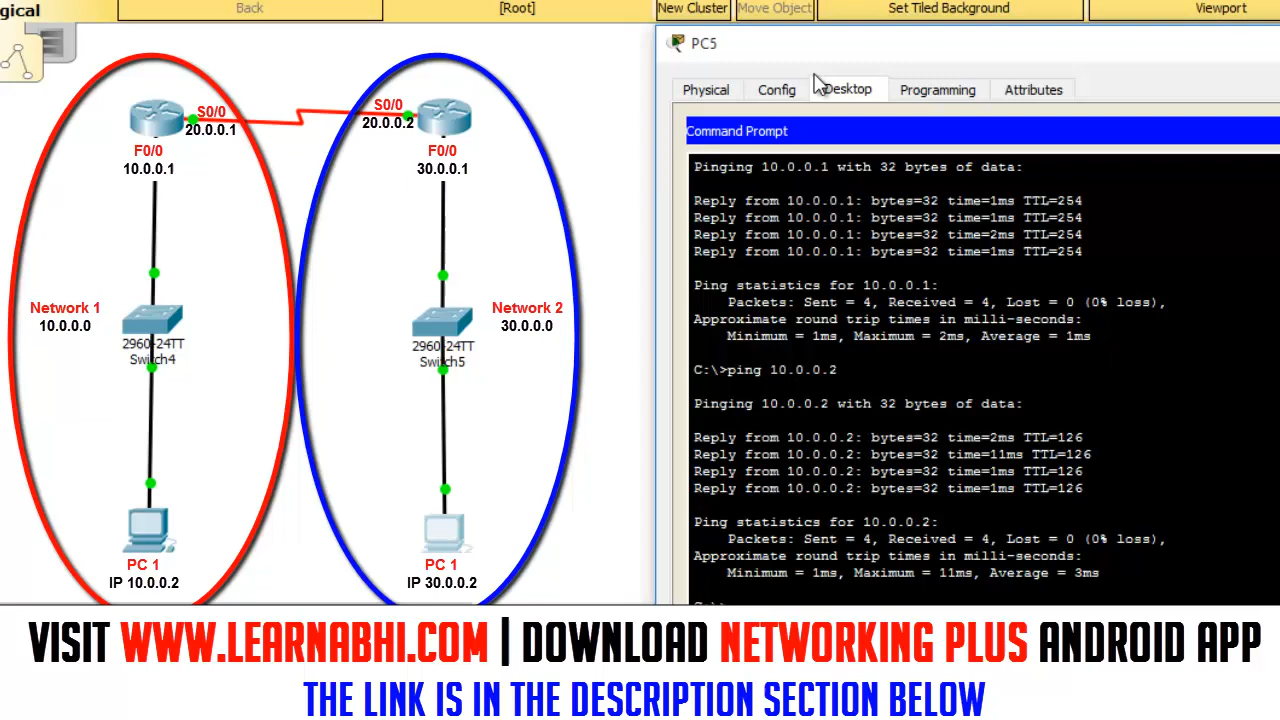 gical
Back
[Root]
New Cluster
Move Object
Set Tiled Background
Viewport
S0/0
20.0.0.1
S0/0
20.0.0.2
F0/0
10.0.0.1
F0/0
30.0.0.1
Network 1
10.0.0.0
2960-24TT
Switch4
Network 2
30.0.0.0
2960-24TT
Switch5
PC 1
IP 10.0.0.2
PC 1
IP 30.0.0.2
PC5
Physical
Config
Desktop
Programming
Attributes
Command Prompt
Pinging 10.0.0.1 with 32 bytes of data:
Reply from 10.0.0.1: bytes=32 time=1ms TTL=254
Reply from 10.0.0.1: bytes=32 time=1ms TTL=254
Reply from 10.0.0.1: bytes=32 time=2ms TTL=254
Reply from 10.0.0.1: bytes=32 time=1ms TTL=254
Ping statistics for 10.0.0.1:
Packets: Sent = 4, Received = 4, Lost = 0 (0% loss),
Approximate round trip times in milli-seconds:
Minimum = 1ms, Maximum = 2ms, Average = 1ms
C:\>ping 10.0.0.2
Pinging 10.0.0.2 with 32 bytes of data:
Reply from 10.0.0.2: bytes=32 time=2ms TTL=126
Reply from 10.0.0.2: bytes=32 time=11ms TTL=126
Reply from 10.0.0.2: bytes=32 time=1ms TTL=126
Reply from 10.0.0.2: bytes=32 time=1ms TTL=126
Ping statistics for 10.0.0.2:
Packets: Sent = 4, Received = 4, Lost = 0 (0% loss),
Approximate round trip times in milli-seconds:
Minimum = 1ms, Maximum = 11ms, Average = 3ms
VISIT WWW.LEARNABHI.COM | DOWNLOAD NETWORKING PLUS ANDROID APP
THE LINK IS IN THE DESCRIPTION SECTION BELOW